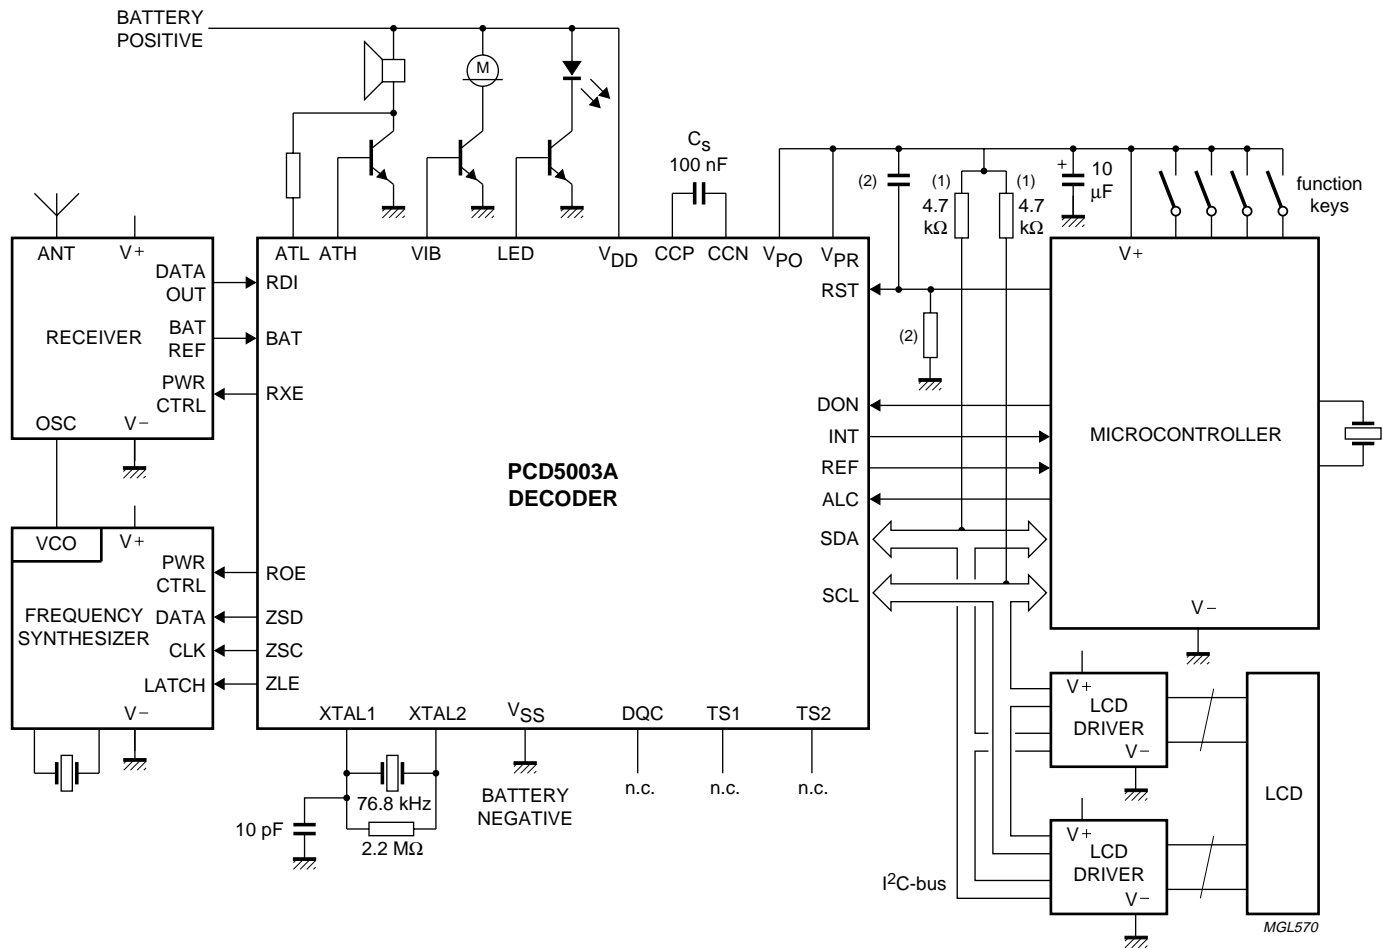 BATTERY
POSITIVE
M
C_S
100 nF
(2)
(1)
4.7
kΩ
(1)
4.7
kΩ
+
10
µF
function
keys
ANT
V+
DATA
OUT
RECEIVER
BAT
REF
PWR
CTRL
OSC
V−
ATL
ATH
VIB
LED
V_DD
CCP
CCN
V_PO
V_PR
RDI
BAT
RXE
RST
(2)
DON
INT
REF
ALC
SDA
SCL
PCD5003A
DECODER
V+
MICROCONTROLLER
V−
VCO
V+
PWR
CTRL
FREQUENCY
SYNTHESIZER
DATA
CLK
LATCH
V−
ROE
ZSD
ZSC
ZLE
XTAL1
XTAL2
V_SS
DQC
TS1
TS2
76.8 kHz
10 pF
2.2 MΩ
BATTERY
NEGATIVE
n.c.
n.c.
n.c.
V+
LCD
DRIVER
V−
V+
LCD
DRIVER
V−
LCD
I²C-bus
MGL570